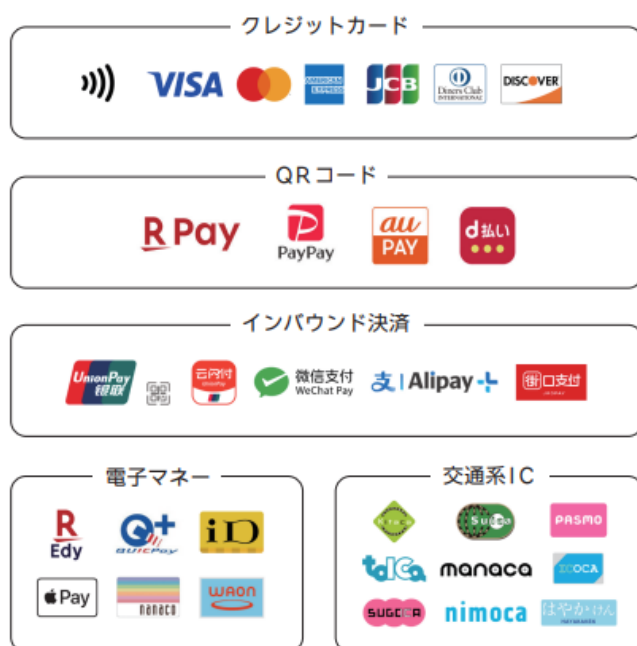 クレジットカード
VISA
AMERICAN EXPRESS
JCB
Diners Club
INTERNATIONAL
DISCOVER
QRコード
R Pay
PayPay
au
PAY
d払い
インバウンド決済
UnionPay
银联
云闪付
UnionPay
微信支付
WeChat Pay
支 Alipay+
街口支付
JKOPAY
電子マネー
R
Edy
QUICPay
iD
Pay
nanaco
WAON
交通系IC
Kitaca
Suica
PASMO
toica
manaca
ICOCA
SUGOCA
nimoca
はやかけん
HAYAKAKEN